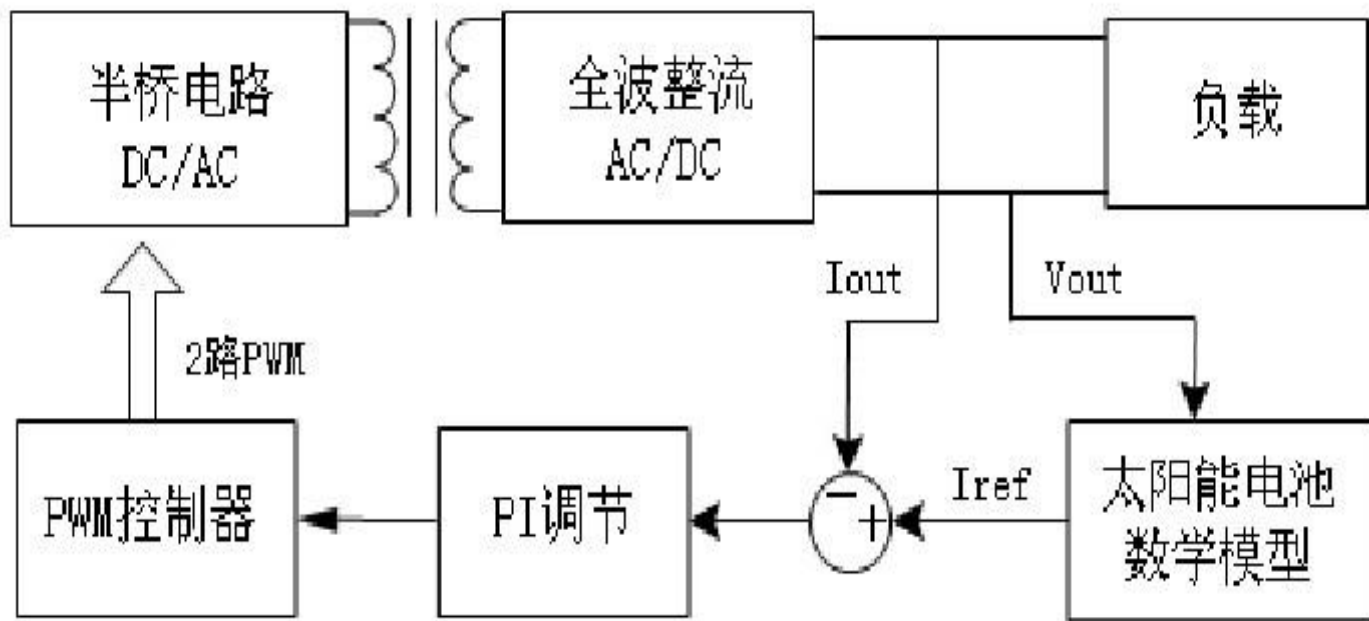 半桥电路
DC/AC
全波整流
AC/DC
负载
Iout
Vout
2路PWM
PWM控制器
PI调节
−
+
Iref
太阳能电池
数学模型